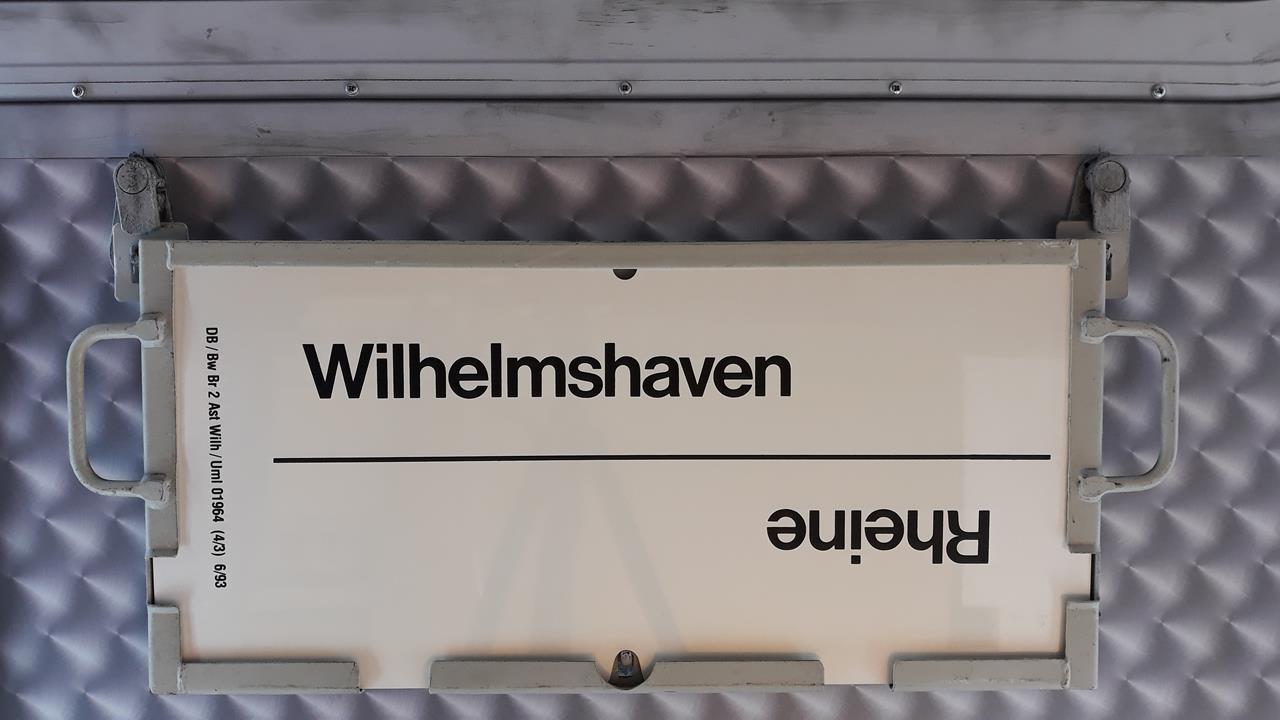 Wilhelmshaven
Rheine
DB / Bw Br 2 Ast Wilh / Uml 01964 (4/3) 6/93